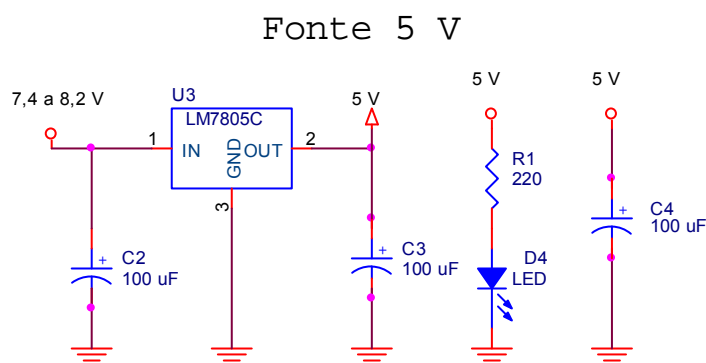 Fonte 5 V
7,4 a 8,2 V
U3
LM7805C
1
IN
GND
OUT
2
3
5 V
C2
100 uF
C3
100 uF
5 V
R1
220
D4
LED
5 V
C4
100 uF